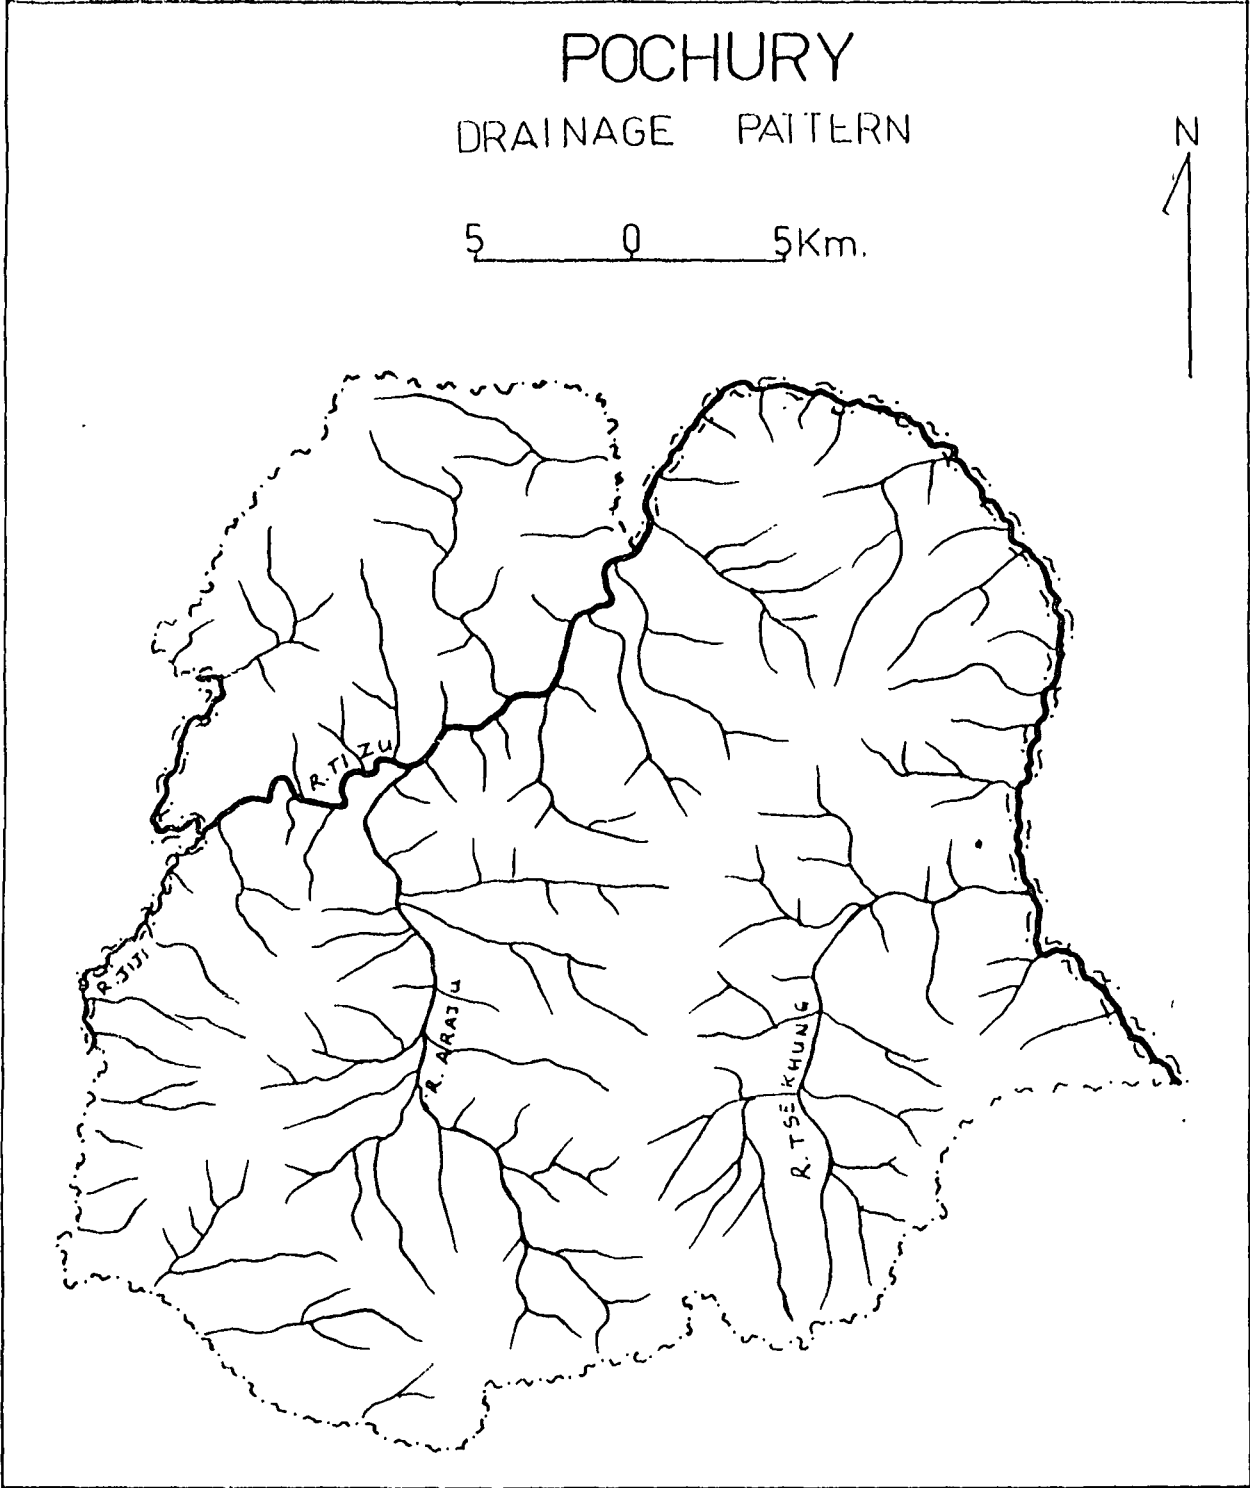 POCHURY
DRAINAGE PATTERN
N
5 0 5Km.
R.TIZU
R.JIJI
R. ARAJU
R.TSEKHUNG